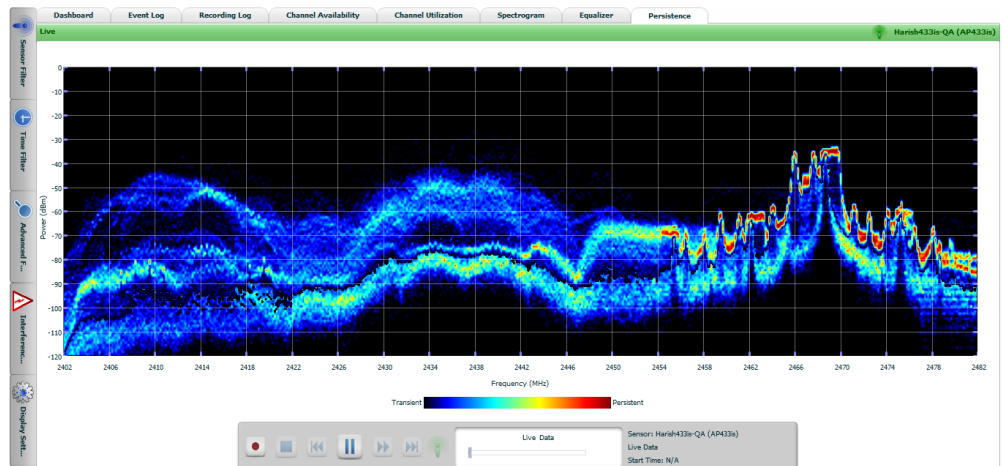 Dashboard Event Log Recording Log Channel Availability Channel Utilization Spectrogram Equalizer Persistence
Live Harish433is-QA (AP433is)
Sensor Filter
Time Filter
Advanced F...
Interferenc...
Display Sett...
Power (dBm)
0
-10
-20
-30
-40
-50
-60
-70
-80
-90
-100
-110
-120
2402 2406 2410 2414 2418 2422 2426 2430 2434 2438 2442 2446 2450 2454 2458 2462 2466 2470 2474 2478 2482
Frequency (MHz)
Transient Persistent
Live Data
Sensor: Harish433is-QA (AP433is)
Live Data
Start Time: N/A